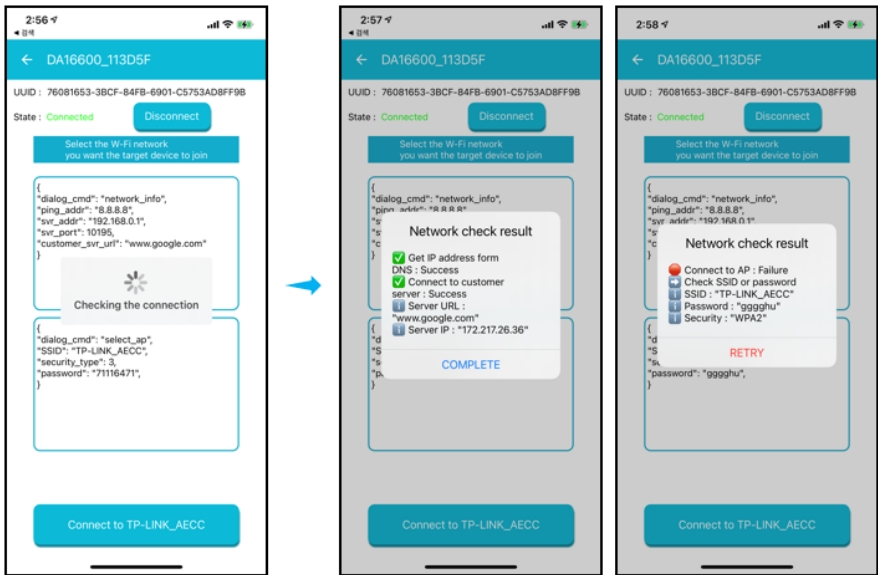 2:56
◀ 검색
← DA16600_113D5F
UUID : 76081653-3BCF-84FB-6901-C5753AD8FF9B
State : Connected
Disconnect
Select the W-Fi network
you want the target device to join
{
"dialog_cmd": "network_info",
"ping_addr": "8.8.8.8",
"svr_addr": "192.168.0.1",
"svr_port": 10195,
"customer_svr_url": "www.google.com"
}
Checking the connection
{
"dialog_cmd": "select_ap",
"SSID": "TP-LINK_AECC",
"security_type": 3,
"password": "71116471",
}
Connect to TP-LINK_AECC
2:57
◀ 검색
← DA16600_113D5F
UUID : 76081653-3BCF-84FB-6901-C5753AD8FF9B
State : Connected
Disconnect
Select the W-Fi network
you want the target device to join
{
"dialog_cmd": "network_info",
"ping_addr": "8.8.8.8"
Network check result
✅ Get IP address form
DNS : Success
✅ Connect to customer
server : Success
ℹ️ Server URL :
"www.google.com"
ℹ️ Server IP : "172.217.26.36"
COMPLETE
}
Connect to TP-LINK_AECC
2:58
← DA16600_113D5F
UUID : 76081653-3BCF-84FB-6901-C5753AD8FF9B
State : Connected
Disconnect
Select the W-Fi network
you want the target device to join
{
"dialog_cmd": "network_info",
"ping_addr": "8.8.8.8",
"svr_addr": "192.168.0.1"
Network check result
🛑 Connect to AP : Failure
➡️ Check SSID or password
ℹ️ SSID : "TP-LINK_AECC"
ℹ️ Password : "gggghu"
ℹ️ Security : "WPA2"
RETRY
"password": "gggghu",
}
Connect to TP-LINK_AECC